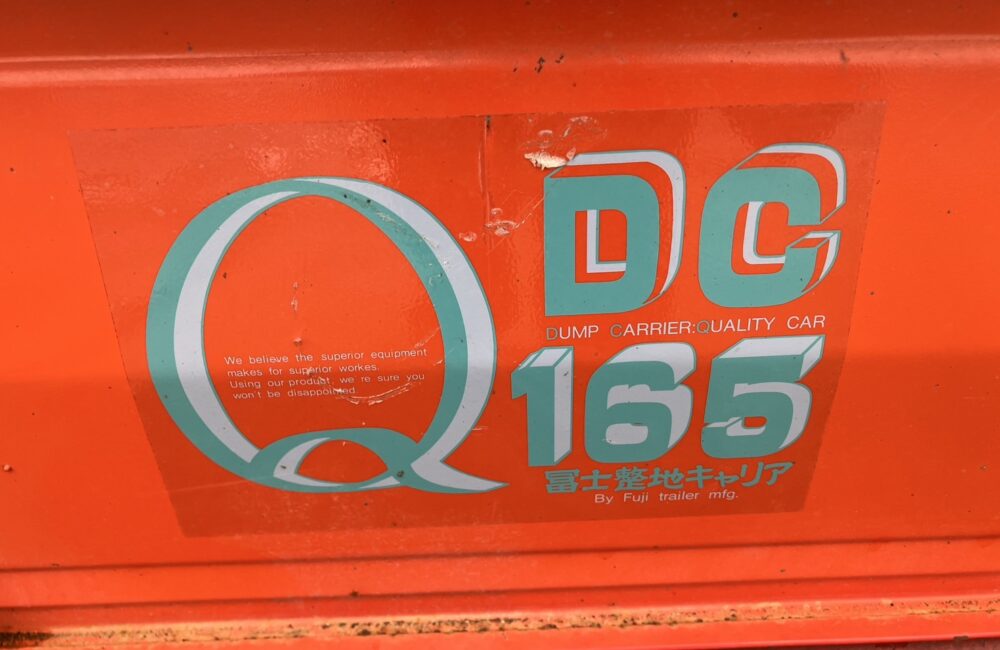 Q
We believe the superior equipment
makes for superior workes.
Using our product, we re sure you
won't be disappointed
DC
DUMP CARRIER:QUALITY CAR
165
冨士整地キャリア
By Fuji trailer mfg.